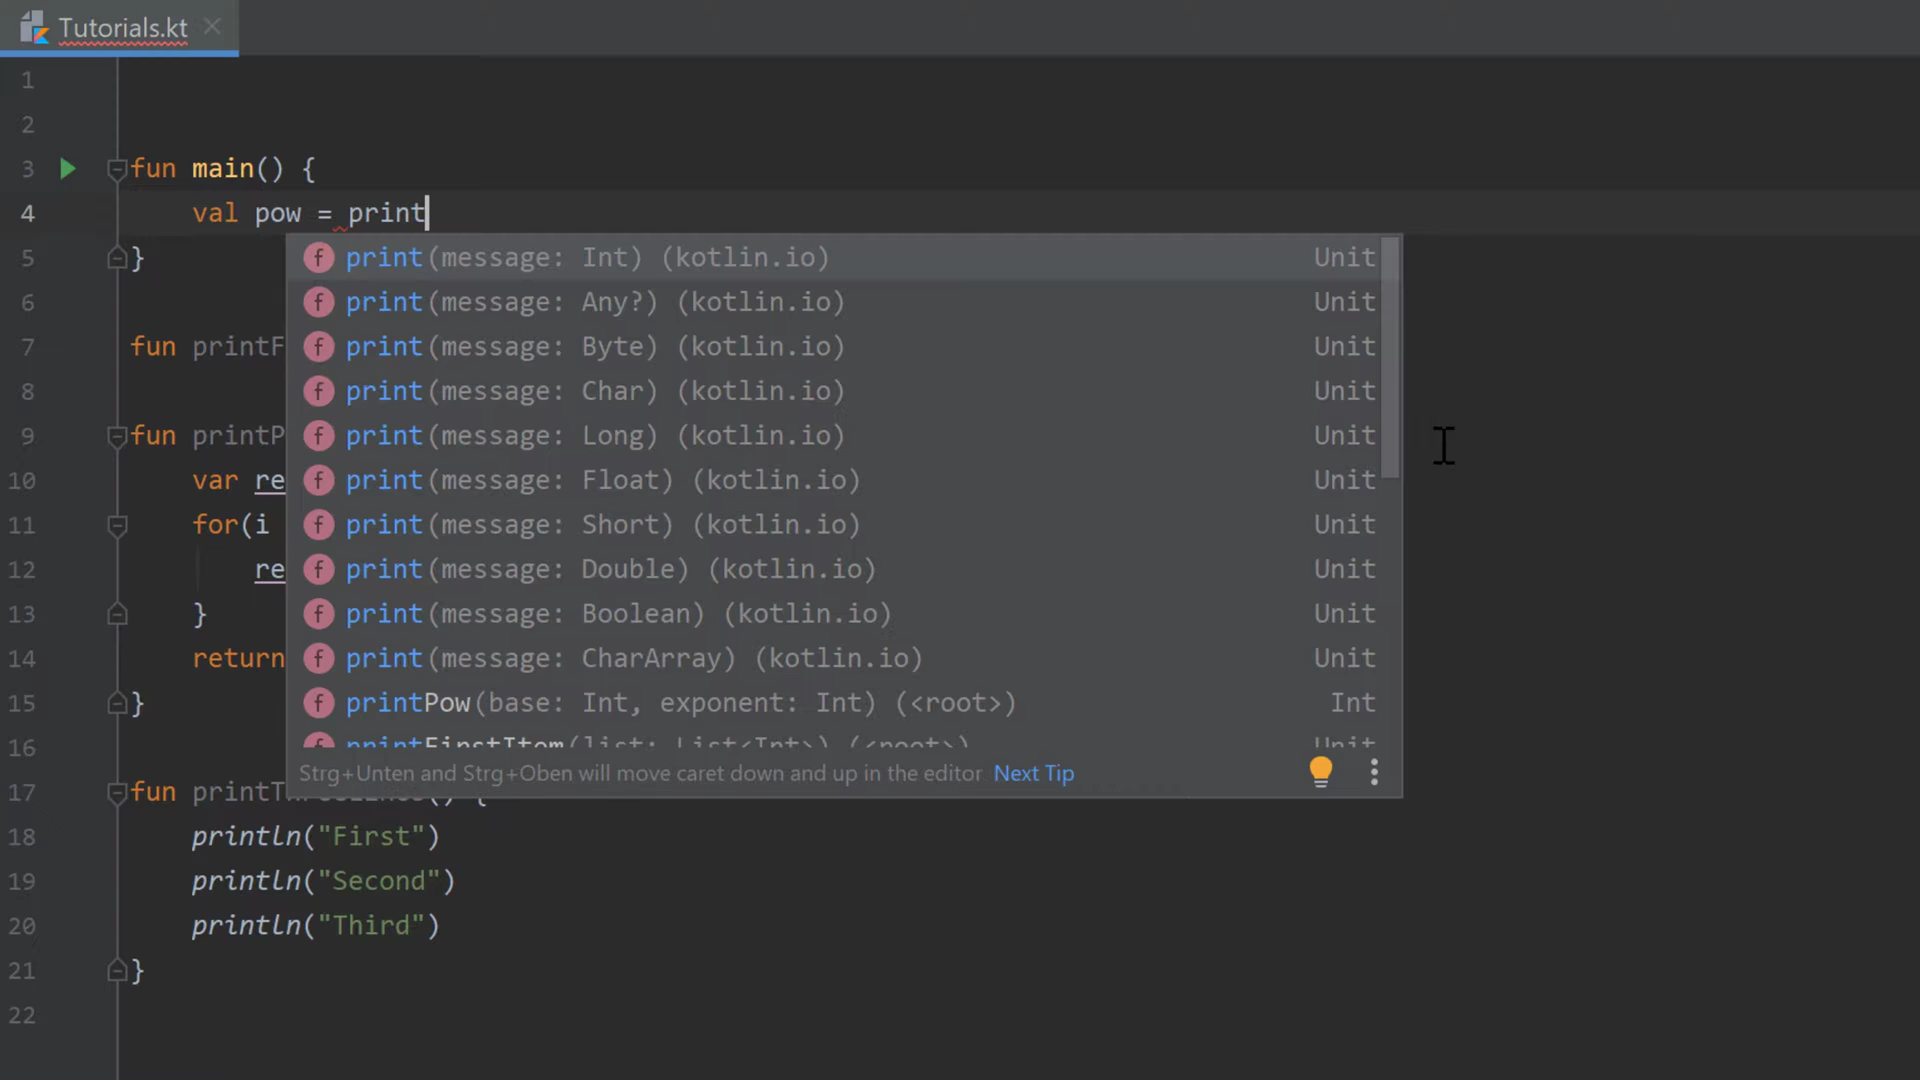 Tutorials.kt
1
2
3 fun main() {
4 val pow = print
5 }
print(message: Int) (kotlin.io) Unit
6
print(message: Any?) (kotlin.io) Unit
7 fun printF
print(message: Byte) (kotlin.io) Unit
8
print(message: Char) (kotlin.io) Unit
9 fun printP
print(message: Long) (kotlin.io) Unit
10 var re
print(message: Float) (kotlin.io) Unit
11 for(i
print(message: Short) (kotlin.io) Unit
12 re
print(message: Double) (kotlin.io) Unit
13 }
print(message: Boolean) (kotlin.io) Unit
14 return
print(message: CharArray) (kotlin.io) Unit
15 }
printPow(base: Int, exponent: Int) (<root>) Int
16
printFirstItem(list: List<Int>) (<root>) Unit
Strg+Unten and Strg+Oben will move caret down and up in the editor Next Tip
17 fun () {
18 println("First")
19 println("Second")
20 println("Third")
21 }
22